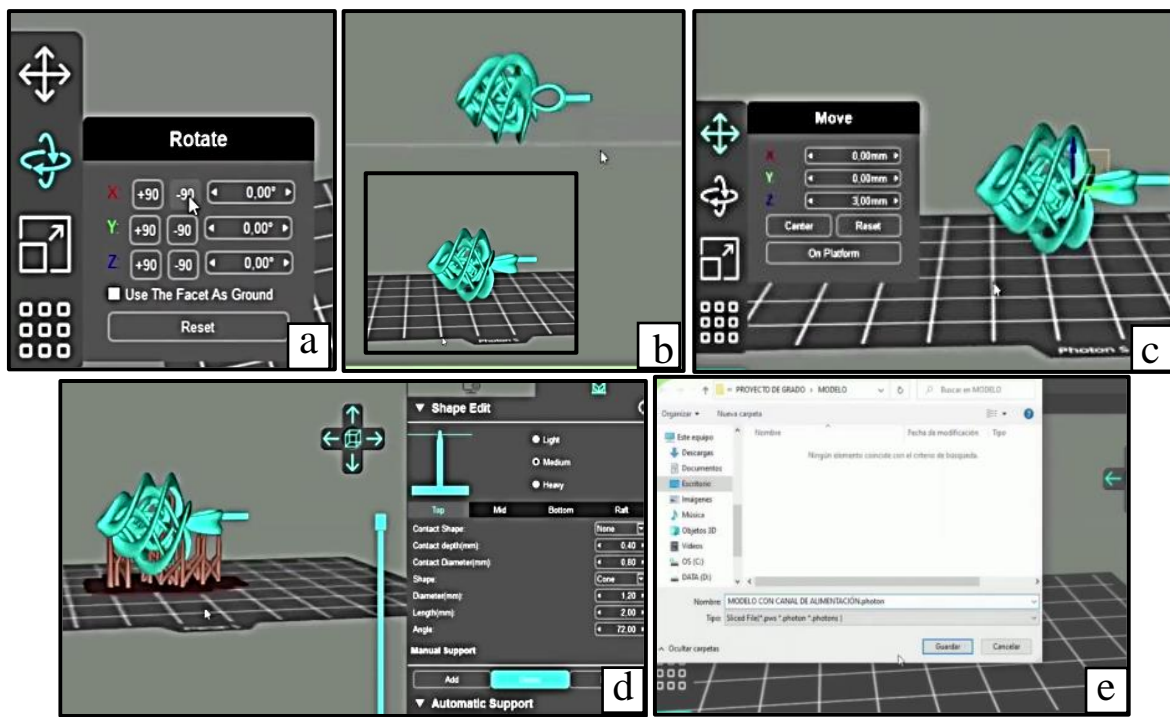 Rotate
X: +90 -90 0,00°
Y: +90 -90 0,00°
Z: +90 -90 0,00°
Use The Facet As Ground
Reset
a
Photon S
b
Move
X: 0,00mm
Y: 0,00mm
Z: 3,00mm
Center Reset
On Platform
Photon S
c
Shape Edit
Light
Medium
Heavy
Top Mid Bottom Raft
Contact Shape: None
Contact depth(mm): 0,40
Contact Diameter(mm): 0,80
Shape: Cone
Diameter(mm): 1,20
Length(mm): 2,00
Angle: 72,00
Manual Support
Add
Automatic Support
d
PROYECTO DE GRADO › MODELO Buscar en MODELO
Organizar Nueva carpeta
Nombre Fecha de modificación Tipo
Ningún elemento coincide con el criterio de búsqueda.
Este equipo
Descargas
Documentos
Escritorio
Imágenes
Música
Objetos 3D
Vídeos
OS (C:)
DATA (D:)
Nombre: MODELO CON CANAL DE ALIMENTACIÓN.photon
Tipo: Sliced File(*.pws *.photon *.photons )
Ocultar carpetas Guardar Cancelar
e